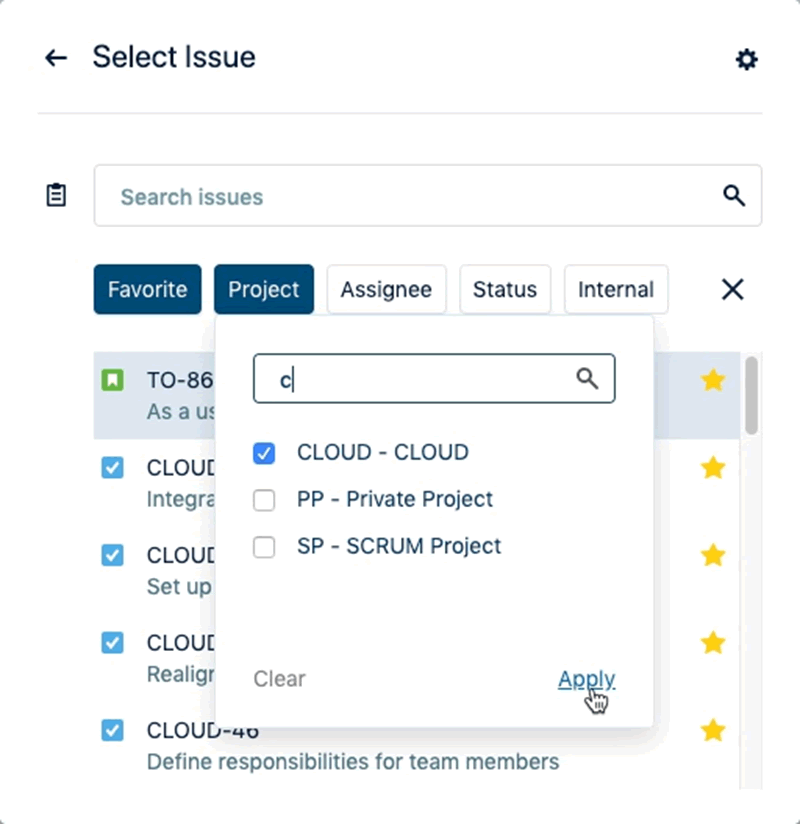 Select Issue
Search issues
Favorite
Project
Assignee
Status
Internal
c
TO-86
As a us
CLOUD - CLOUD
CLOUD
Integra
PP - Private Project
SP - SCRUM Project
CLOUD
Set up
CLOUD
Realign
Clear
Apply
CLOUD-46
Define responsibilities for team members